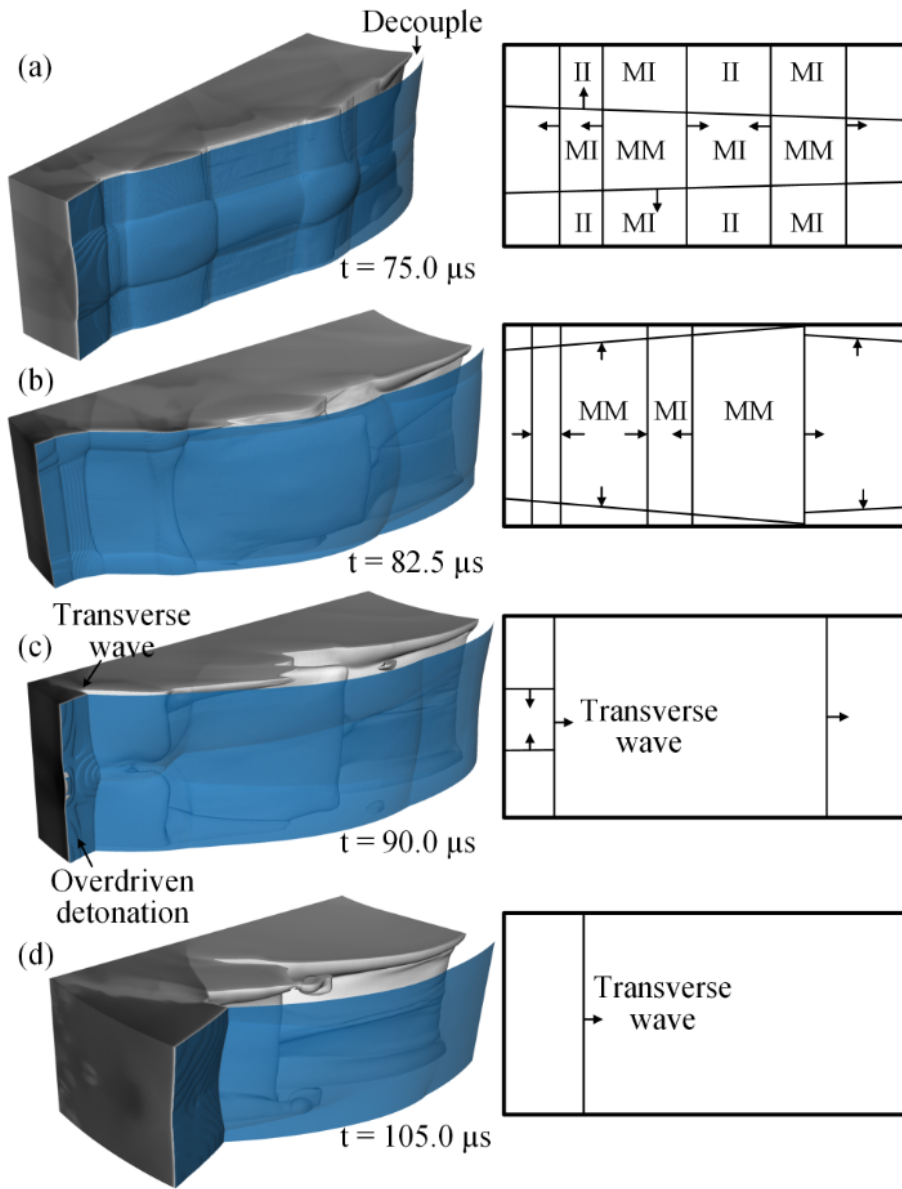 Decouple
(a)
II MI II MI
MI MM MI MM
II MI II MI
t = 75.0 μs
(b)
MM MI MM
t = 82.5 μs
Transverse
wave
(c)
Transverse
wave
t = 90.0 μs
Overdriven
detonation
(d)
Transverse
wave
t = 105.0 μs